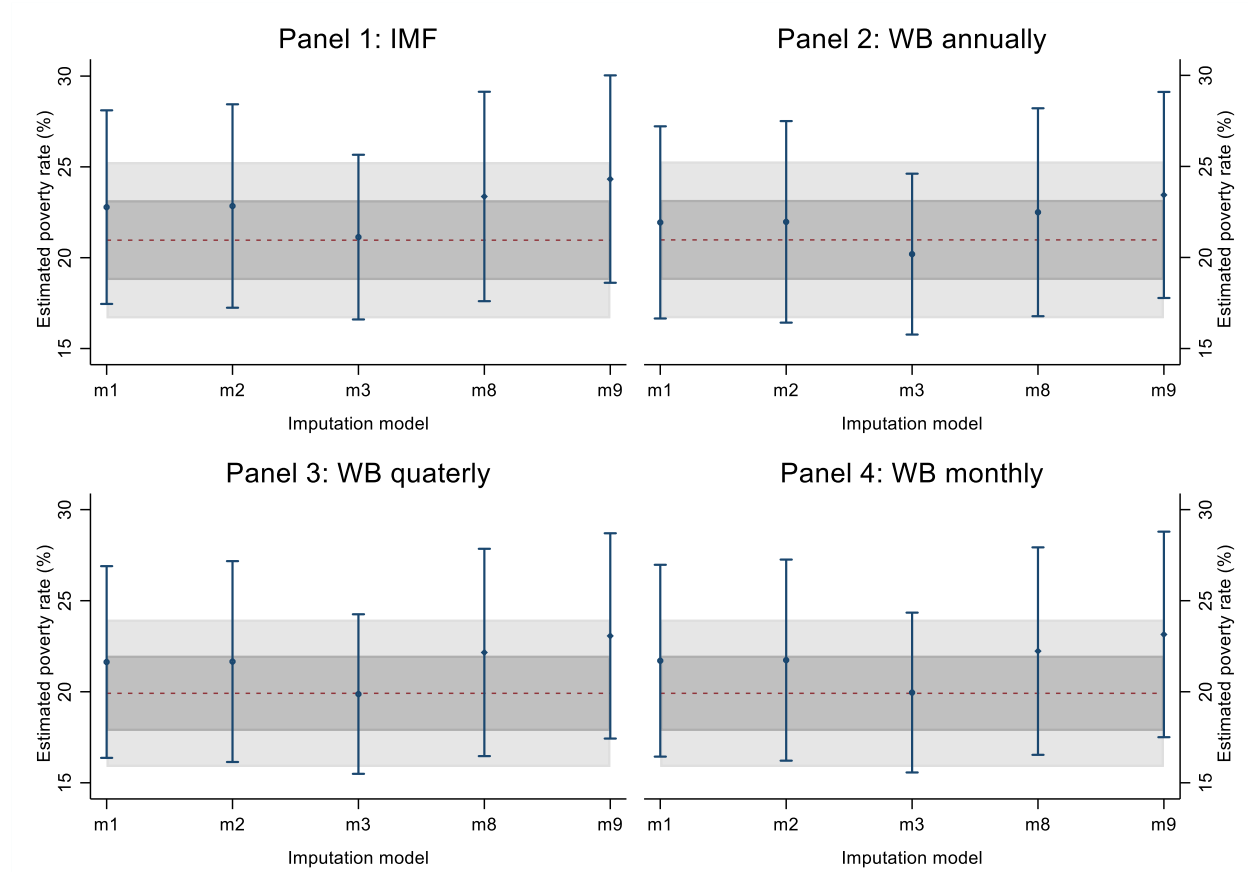 Panel 1: IMF
Estimated poverty rate (%)
30
25
20
15
m1 m2 m3 m8 m9
Imputation model
Panel 2: WB annually
30
25
20
15
Estimated poverty rate (%)
m1 m2 m3 m8 m9
Imputation model
Panel 3: WB quaterly
Estimated poverty rate (%)
30
25
20
15
m1 m2 m3 m8 m9
Imputation model
Panel 4: WB monthly
30
25
20
15
Estimated poverty rate (%)
m1 m2 m3 m8 m9
Imputation model